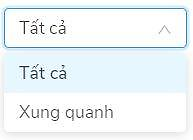 Tất cả
Tất cả
Xung quanh